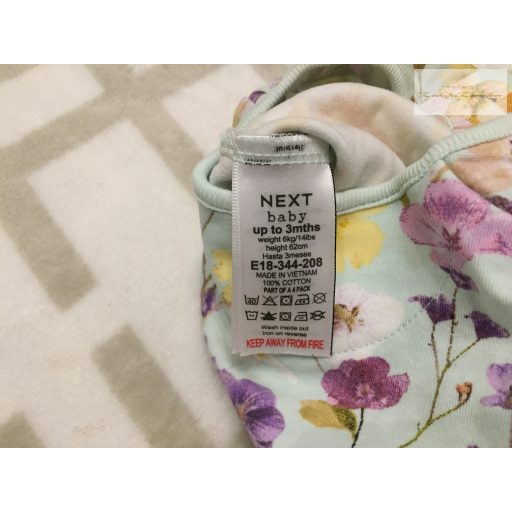 NEXT
baby
up to 3mths
weight 6kg/14lbs
height 62cm
Hasta 3meses
E18-344-208
MADE IN VIETNAM
100% COTTON
PART OF A 4 PACK
Wash inside out
Iron on reverse
KEEP AWAY FROM FIRE